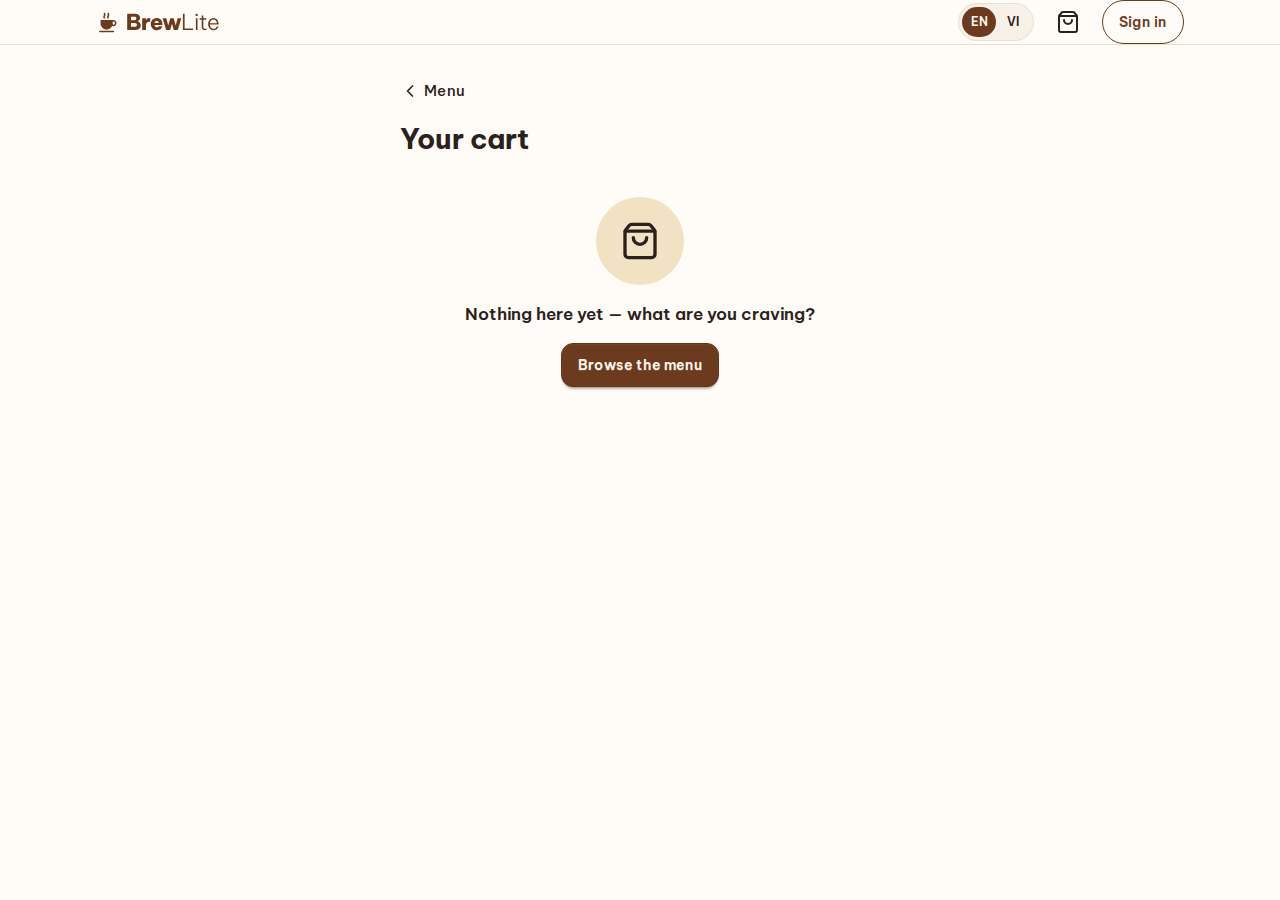 BrewLite
EN VI
Sign in
Menu
Your cart
Nothing here yet — what are you craving?
Browse the menu